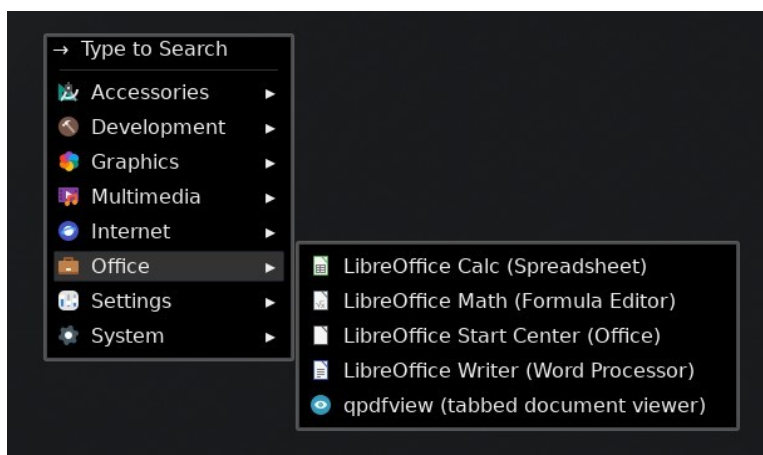 → Type to Search
Accessories ▸
Development ▸
Graphics ▸
Multimedia ▸
Internet ▸
Office ▸
Settings ▸
System ▸
LibreOffice Calc (Spreadsheet)
LibreOffice Math (Formula Editor)
LibreOffice Start Center (Office)
LibreOffice Writer (Word Processor)
qpdfview (tabbed document viewer)